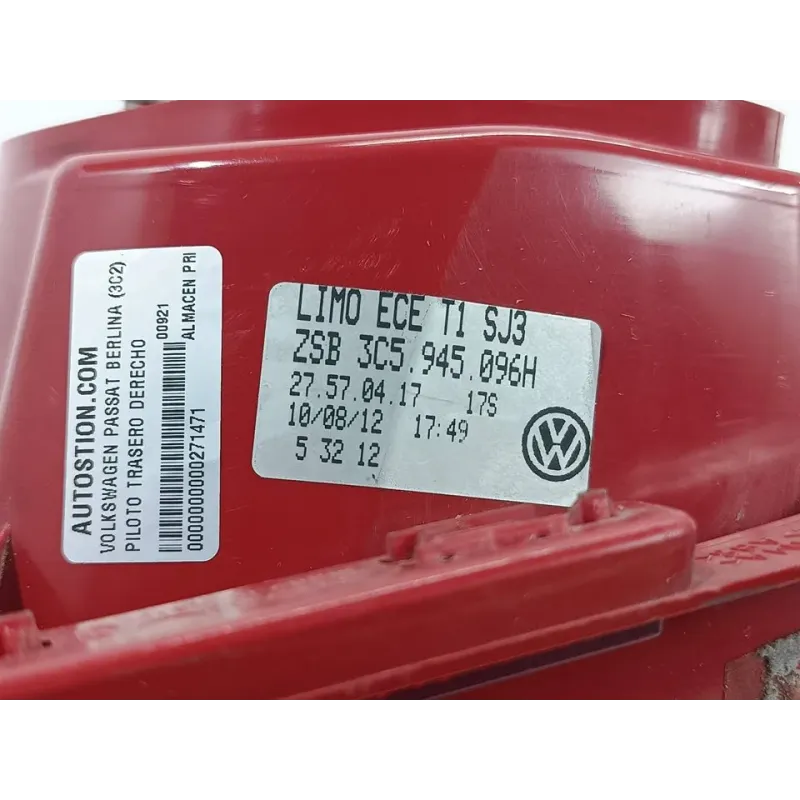 AUTOSTION.COM
VOLKSWAGEN PASSAT BERLINA (3C2)
PILOTO TRASERO DERECHO
00921
ALMACEN PRI
0000000000271471
LIMO ECE T1 SJ3
ZSB 3C5.945.096H
27.57.04.17 17S
10/08/12 17:49
5 32 12